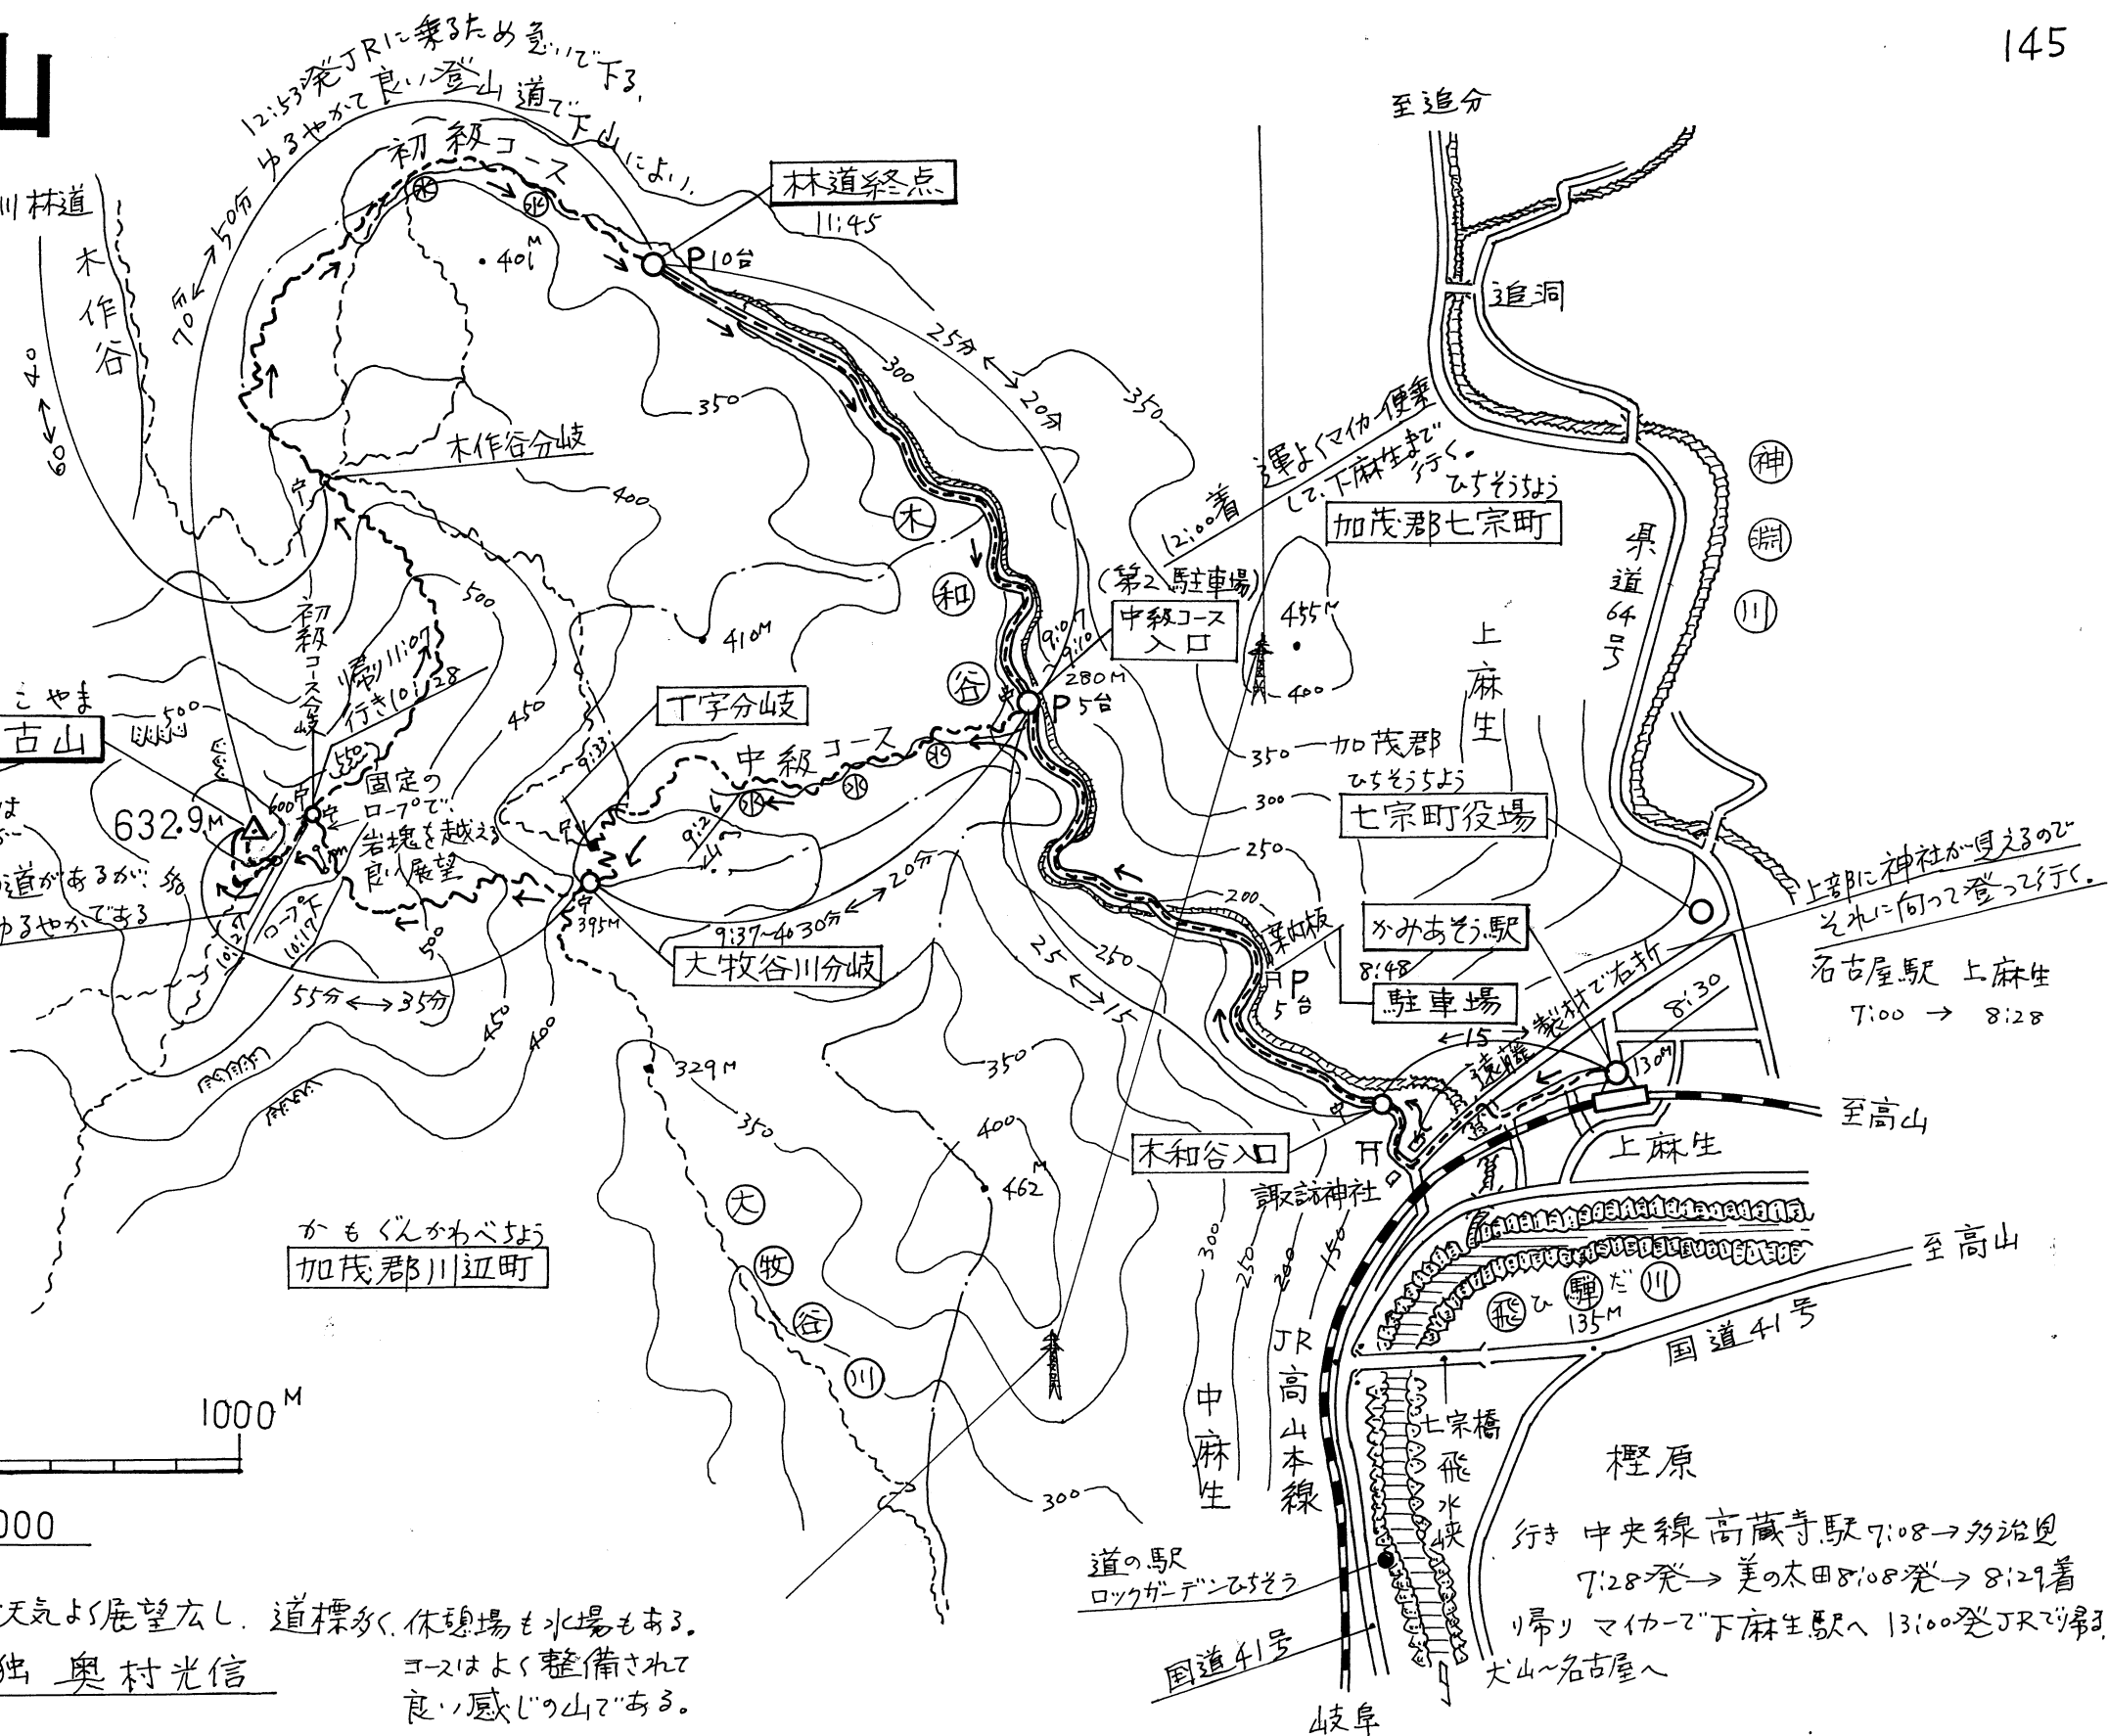 山
145
12:53発JRに乗るため急いで下る.
ゆるやかで良い登山道で下山によい.
初級コース
水
水
林道終点
11:45
P10台
・401M
川林道
木作谷
60 ←→ 40
70分 ←→ 50分
木作谷分岐
25分 ←→ 20分
300
350
350
400
至追分
追洞
12:00着
運よくマイカー便乗
して、下麻生まで
行く.
ひちそうちよう
加茂郡七宗町
県道64号
神淵川
木和谷
(第2駐車場)
中級コース
入口
9:07
9:10
280M
P 5台
455M
400
上麻生
350
加茂郡
ひちそうちよう
七宗町役場
300
250
200
410M
500
450
初級コース分岐
帰り11:07
行き10:28
こやま
古山
500
550
600
632.9M
固定の
ロープで
岩塊を越える
良い展望
道があるが、
ゆるやかである
10:27
ロープ下
10:17
T字分岐
9:33
中級コース
水
水
水
9:26
395M
9:37~40
30分 ←→ 20分
大牧谷川分岐
55分 ←→ 35分
500
450
400
25 ←→ 15
250
案内板
かみあそう駅
8:48
駐車場
P
5台
上部に神社が見えるので
それに向って登って行く.
遠藤製材で右折
名古屋駅 上麻生
7:00 → 8:28
8:30
←15→
130M
至高山
上麻生
木和谷入口
諏訪神社
329M
350
350
400
462M
300
250
200
150
かもぐんかわべちよう
加茂郡川辺町
大牧谷川
飛ひ騨だ川
135M
至高山
国道41号
JR高山本線
中麻生
七宗橋
飛水峡
樫原
1000M
000
300
道の駅
ロックガーデンひちそう
国道41号
岐阜
行き 中央線高蔵寺駅7:08→多治見
7:28発→美の太田8:08発→8:29着
帰り マイカーで下麻生駅へ 13:00発JRで帰る.
犬山~名古屋へ
天気よく展望広し. 道標多く、休憩場も水場もある.
コースはよく整備されて
良い感じの山である.
独 奥村光信